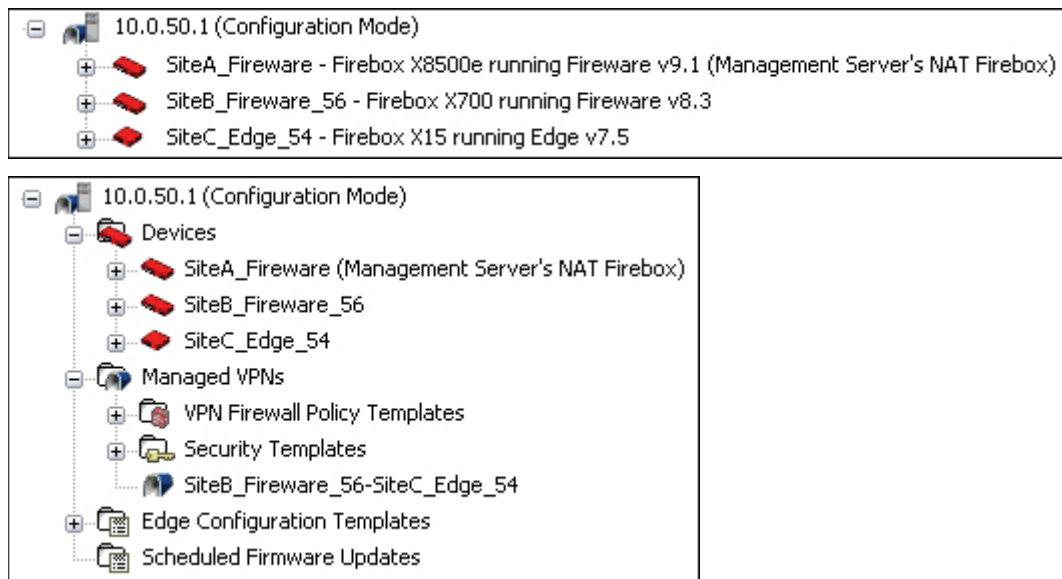 10.0.50.1 (Configuration Mode)
SiteA_Fireware - Firebox X8500e running Fireware v9.1 (Management Server's NAT Firebox)
SiteB_Fireware_56 - Firebox X700 running Fireware v8.3
SiteC_Edge_54 - Firebox X15 running Edge v7.5
10.0.50.1 (Configuration Mode)
Devices
SiteA_Fireware (Management Server's NAT Firebox)
SiteB_Fireware_56
SiteC_Edge_54
Managed VPNs
VPN Firewall Policy Templates
Security Templates
SiteB_Fireware_56-SiteC_Edge_54
Edge Configuration Templates
Scheduled Firmware Updates